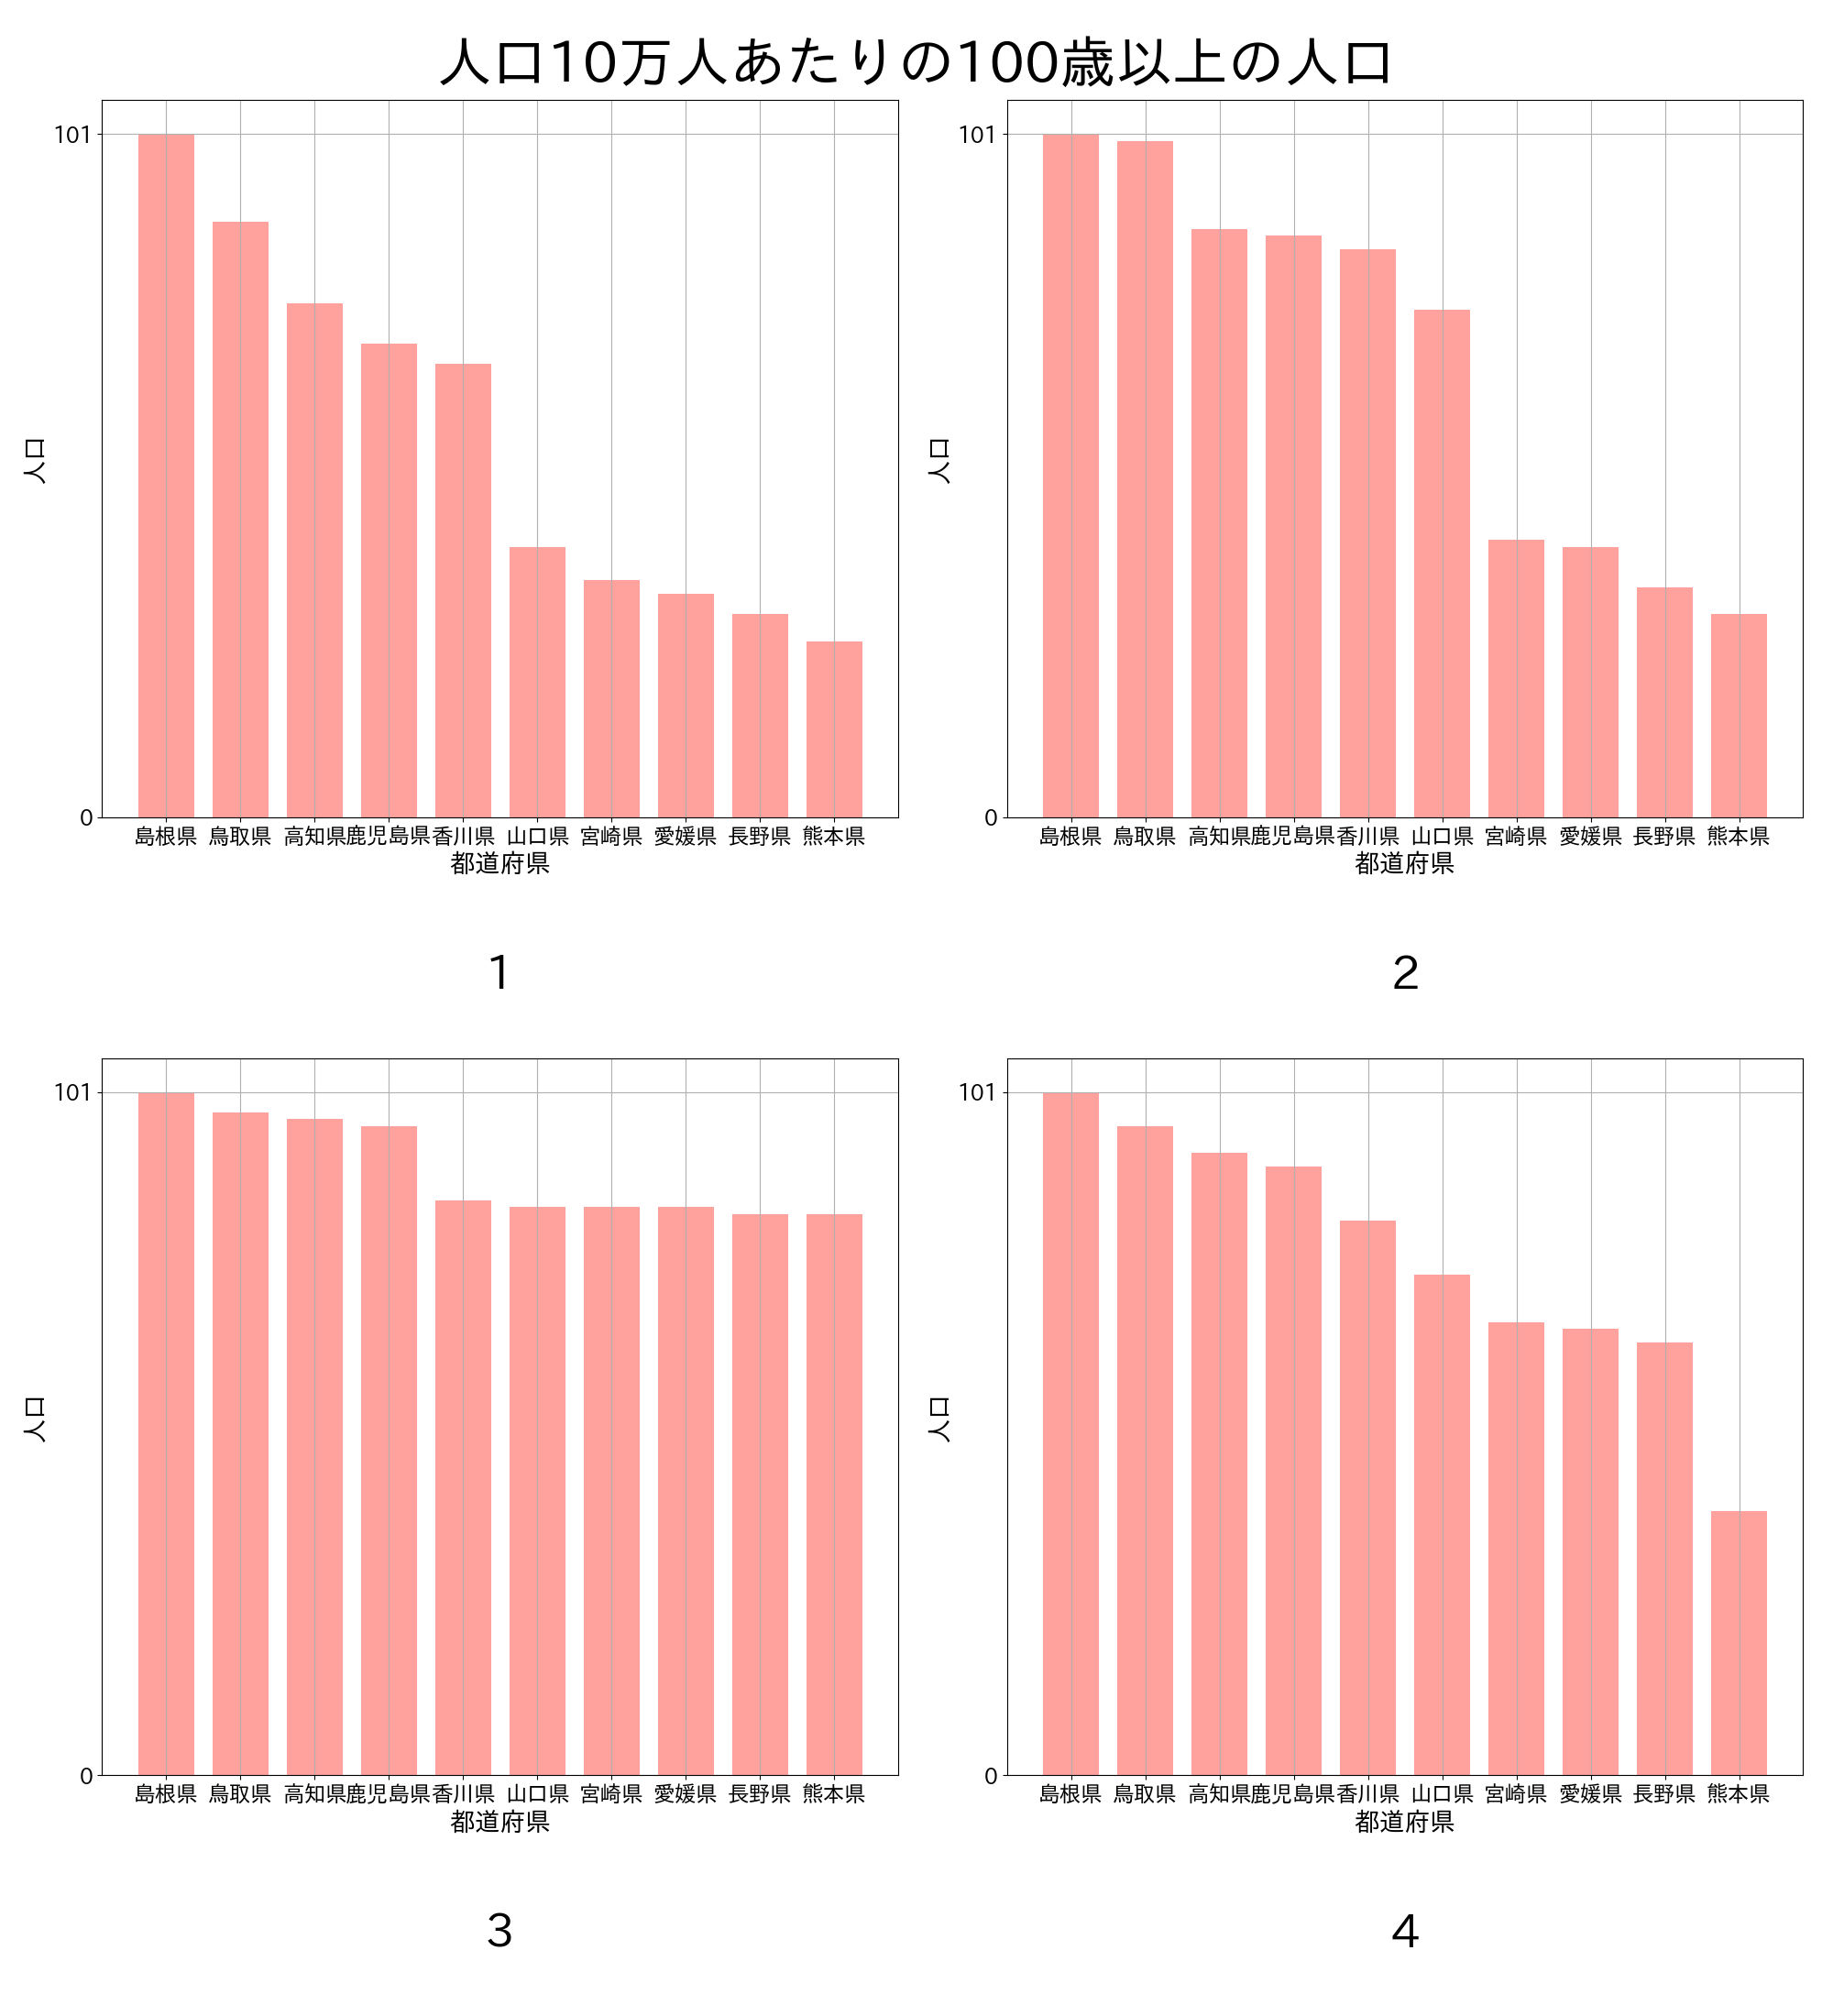 人口10万人あたりの100歳以上の人口
101
0
人口
島根県 鳥取県 高知県 鹿児島県 香川県 山口県 宮崎県 愛媛県 長野県 熊本県
都道府県
1
101
0
人口
島根県 鳥取県 高知県 鹿児島県 香川県 山口県 宮崎県 愛媛県 長野県 熊本県
都道府県
2
101
0
人口
島根県 鳥取県 高知県 鹿児島県 香川県 山口県 宮崎県 愛媛県 長野県 熊本県
都道府県
3
101
0
人口
島根県 鳥取県 高知県 鹿児島県 香川県 山口県 宮崎県 愛媛県 長野県 熊本県
都道府県
4